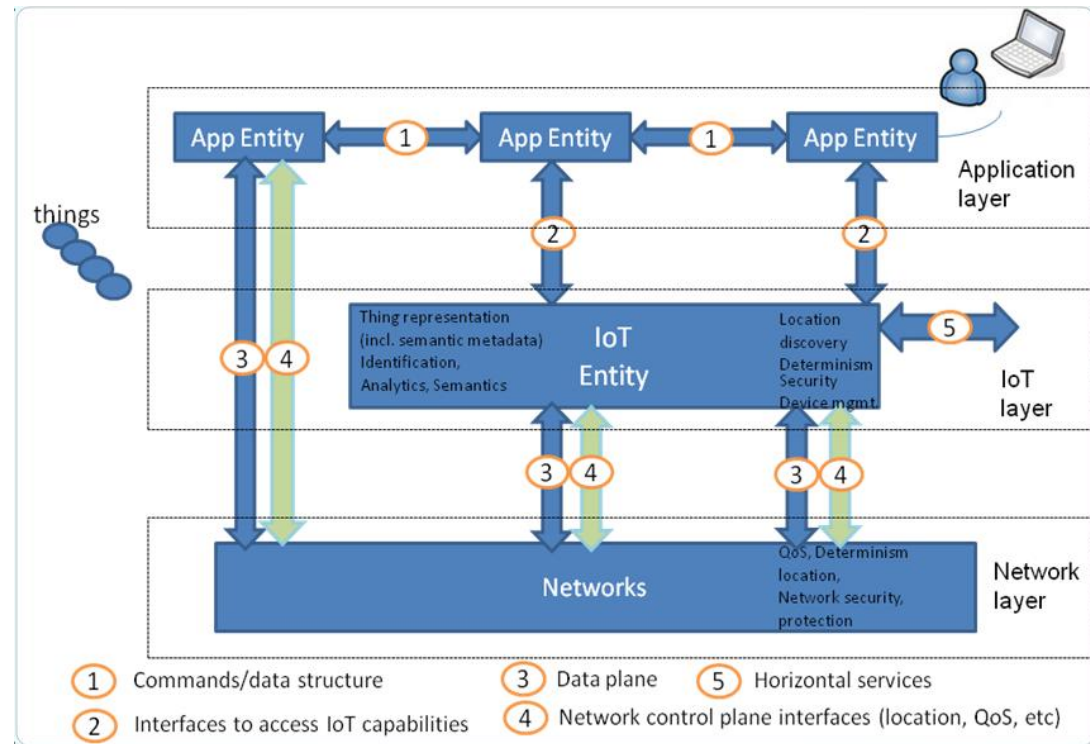 App Entity
1
App Entity
1
App Entity
Application
layer
things
2
2
Thing representation
(incl. semantic metadata)
Identification,
Analytics, Semantics
IoT
Entity
Location
discovery
Determinism
Security
Device mgmt.
5
IoT
layer
3
4
3
4
3
4
Networks
QoS, Determinism
location,
Network security,
protection
Network
layer
1 Commands/data structure
3 Data plane
5 Horizontal services
2 Interfaces to access IoT capabilities
4 Network control plane interfaces (location, QoS, etc)